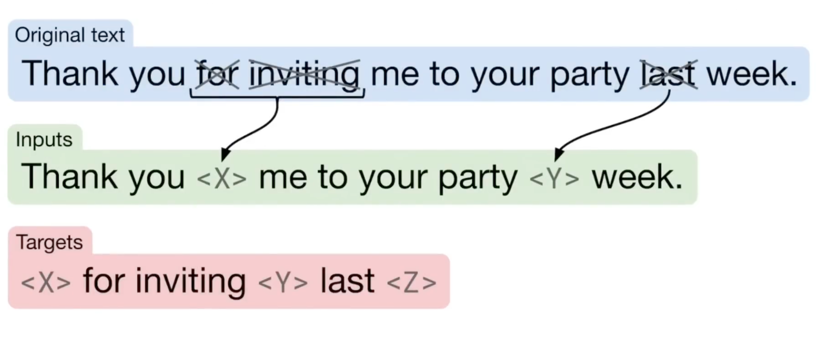 Original text
Thank you for inviting me to your party last week.
Inputs
Thank you <X> me to your party <Y> week.
Targets
<X> for inviting <Y> last <Z>